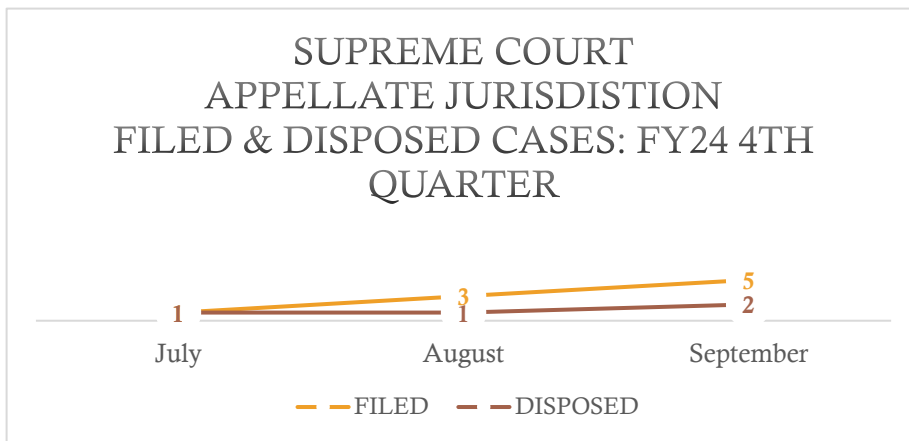 SUPREME COURT
APPELLATE JURISDISTION
FILED & DISPOSED CASES: FY24 4TH
QUARTER
5
3
2
1
1
July August September
FILED DISPOSED